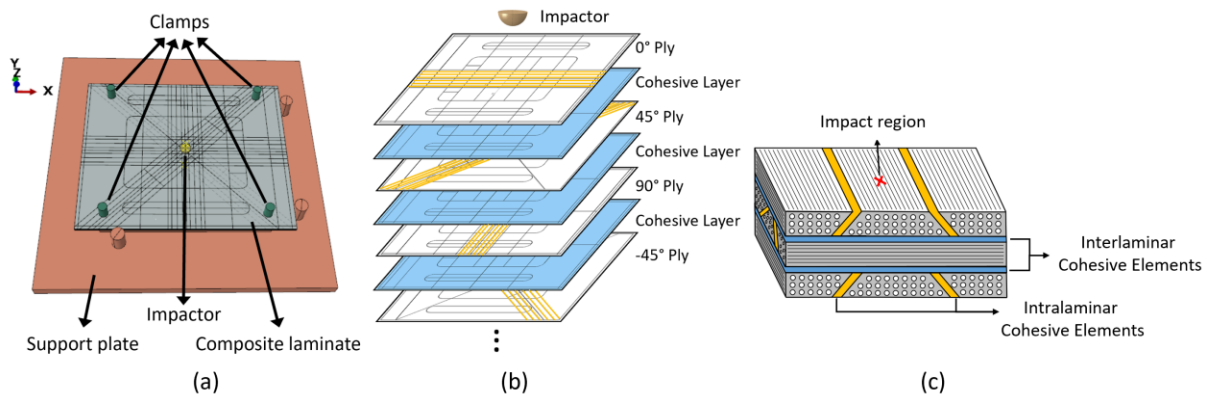 Clamps
Y
Z
X
Impactor
Support plate
Composite laminate
(a)
Impactor
0° Ply
Cohesive Layer
45° Ply
Cohesive Layer
90° Ply
Cohesive Layer
-45° Ply
(b)
Impact region
Interlaminar
Cohesive Elements
Intralaminar
Cohesive Elements
(c)